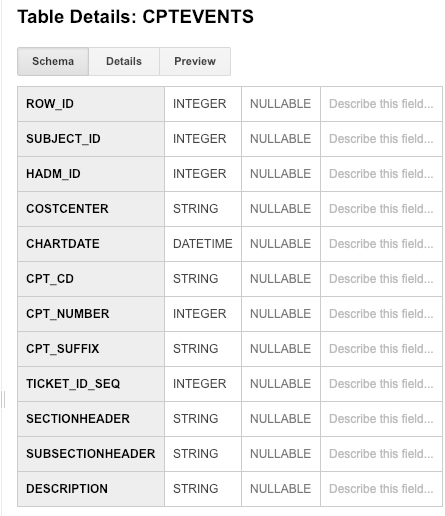 Table Details: CPTEVENTS
Schema Details Preview
ROW_ID INTEGER NULLABLE Describe this field...
SUBJECT_ID INTEGER NULLABLE Describe this field...
HADM_ID INTEGER NULLABLE Describe this field...
COSTCENTER STRING NULLABLE Describe this field...
CHARTDATE DATETIME NULLABLE Describe this field...
CPT_CD STRING NULLABLE Describe this field...
CPT_NUMBER INTEGER NULLABLE Describe this field...
CPT_SUFFIX STRING NULLABLE Describe this field...
TICKET_ID_SEQ INTEGER NULLABLE Describe this field...
SECTIONHEADER STRING NULLABLE Describe this field...
SUBSECTIONHEADER STRING NULLABLE Describe this field...
DESCRIPTION STRING NULLABLE Describe this field...